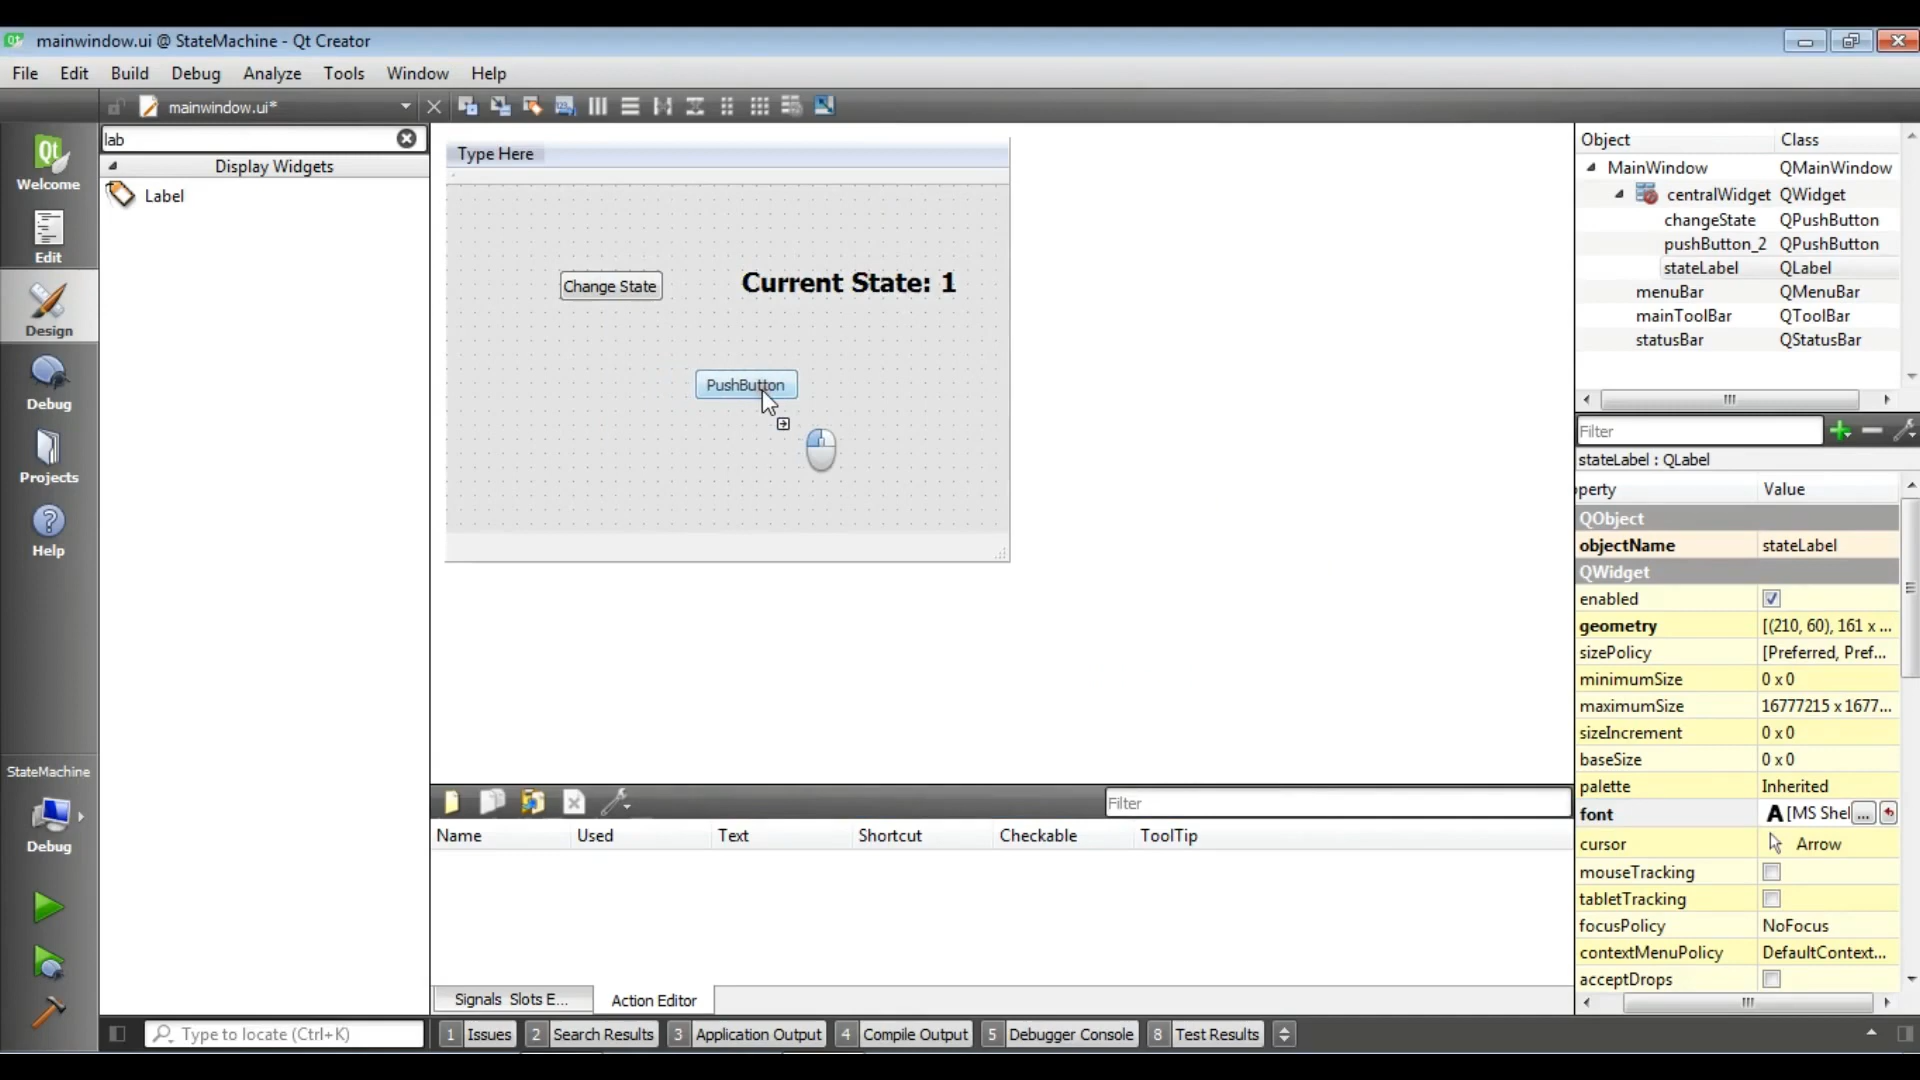 mainwindow.ui @ StateMachine - Qt Creator
File Edit Build Debug Analyze Tools Window Help
mainwindow.ui*
Welcome
Edit
Design
Debug
Projects
Help
StateMachine
Debug
lab
Display Widgets
Label
Type Here
Change State
Current State: 1
PushButton
Filter
Name Used Text Shortcut Checkable ToolTip
Signals Slots E... Action Editor
Object Class
MainWindow QMainWindow
centralWidget QWidget
changeState QPushButton
pushButton_2 QPushButton
stateLabel QLabel
menuBar QMenuBar
mainToolBar QToolBar
statusBar QStatusBar
Filter
stateLabel : QLabel
perty Value
QObject
objectName stateLabel
QWidget
enabled
geometry [(210, 60), 161 x ...
sizePolicy [Preferred, Pref...
minimumSize 0 x 0
maximumSize 16777215 x 1677...
sizeIncrement 0 x 0
baseSize 0 x 0
palette Inherited
font A [MS Shel ...
cursor Arrow
mouseTracking
tabletTracking
focusPolicy NoFocus
contextMenuPolicy DefaultContext...
acceptDrops
Type to locate (Ctrl+K) 1 Issues 2 Search Results 3 Application Output 4 Compile Output 5 Debugger Console 8 Test Results